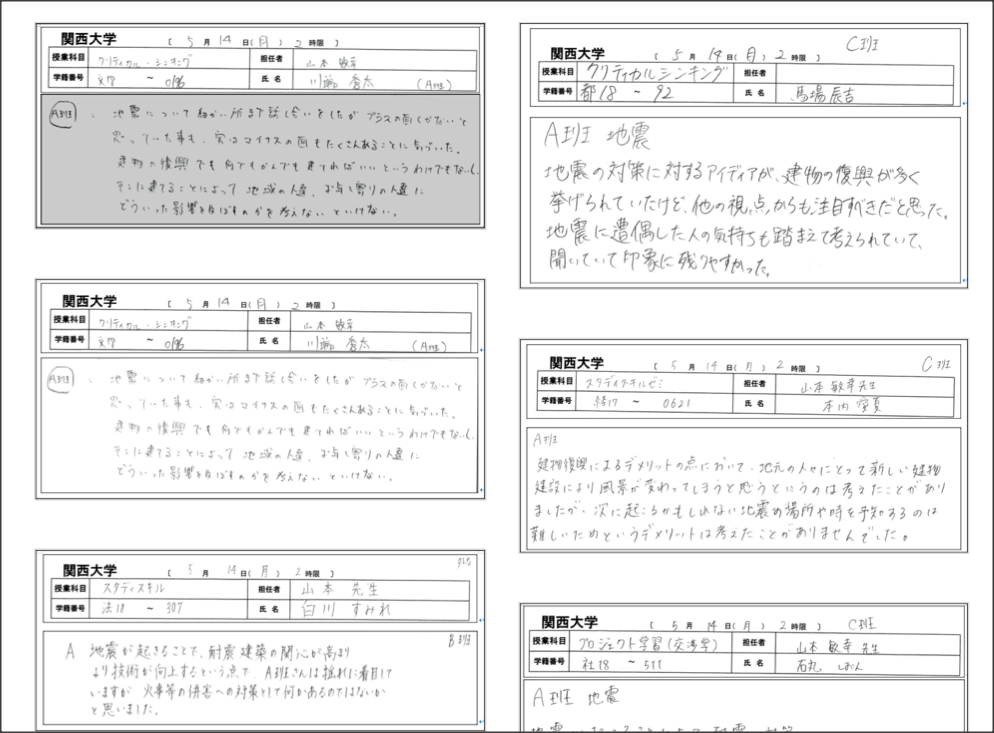 関西大学 [ 5 月 14 日 ( 月 ) 2 時限 ]
授業科目 クリティカル・シンキング 担任者 山本 敏幸
学籍番号 文17 ~ 0196 氏名 川端 (A班)
A班 、地震について細かい所まで話し合いをしたがプラスの面しかないと
思っていた事も、実はマイナスの面もたくさんあることに気づいた。
建物の復興でも何でもかんでも建てればいいというわけでもないし、
そこに建てることによって地域の人達、お年寄りの人達に
どういった影響を及ぼすのかを考えないといけない。
関西大学 [ 5 月 14 日 ( 月 ) 2 時限 ]
授業科目 クリティカル・シンキング 担任者 山本 敏幸
学籍番号 文17 ~ 0196 氏名 川端 (A班)
A班 、地震について細かい所まで話し合いをしたがプラスの面しかないと
思っていた事も、実はマイナスの面もたくさんあることに気づいた。
建物の復興でも何でもかんでも建てればいいというわけでもないし、
そこに建てることによって地域の人達、お年寄りの人達に
どういった影響を及ぼすのかを考えないといけない。
関西大学 [ 5 月 14 日 ( 月 ) 2 時限 ]
授業科目 スタディスキル 担任者 山本 先生
学籍番号 法18 ~ 307 氏名 白川 すみれ
B班
A 地震が起きることで、耐震建築の関心が高まり
より技術が向上するという点で、A班さんは揺れに着目して
いますが 火事等の併害への対策として何かあるのではないか
と思いました。
関西大学 [ 5 月 14 日 ( 月 ) 2 時限 ] C班
授業科目 クリティカルシンキング 担任者
学籍番号 都18 ~ 92 氏名 馬場 辰吉
A班 地震
地震の対策に対するアイディアが、建物の復興が多く
挙げられていたけど、他の視点からも注目すべきだと思った。
地震に遭遇した人の気持ちも踏まえて考えられていて、
聞いていて印象に残りやすかった。
関西大学 [ 5 月 14 日 ( 月 ) 2 時限 ] C班
授業科目 スタディスキルゼミ 担任者 山本 敏幸先生
学籍番号 経17 ~ 0621 氏名 本内
A班
建物復興によるデメリットの点において、地元の人々にとって新しい建物
建設により風景が変わってしまうと思うというのは考えたことがあり
ましたが、次に起こるかもしれない地震の場所や時を予知するのは
難しいためというデメリットは考えたことがありませんでした。
関西大学 [ 5 月 14 日 ( 月 ) 2 時限 ] C班
授業科目 プロジェクト学習(交渉学) 担任者 山本 敏幸 先生
学籍番号 社18 ~ 511 氏名 石丸 しおん
A班 地震